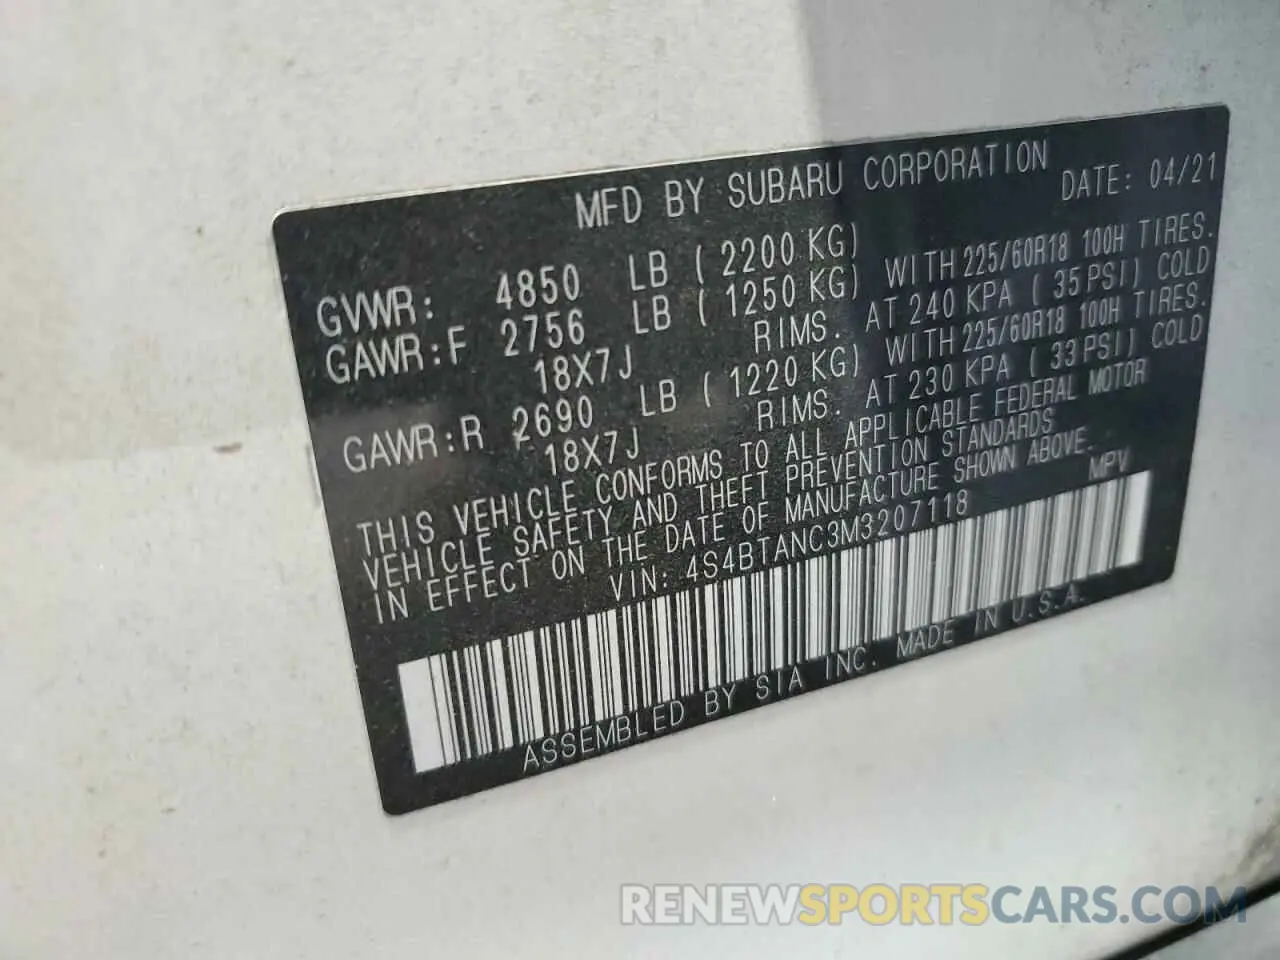 MFD BY SUBARU CORPORATION
DATE: 04/21
GVWR: 4850 LB ( 2200 KG)
GAWR:F 2756 LB ( 1250 KG) WITH 225/60R18 100H TIRES.
18X7J RIMS. AT 240 KPA ( 35PSI) COLD
GAWR:R 2690 LB ( 1220 KG) WITH 225/60R18 100H TIRES.
18X7J RIMS. AT 230 KPA ( 33PSI) COLD
THIS VEHICLE CONFORMS TO ALL APPLICABLE FEDERAL MOTOR
VEHICLE SAFETY AND THEFT PREVENTION STANDARDS
IN EFFECT ON THE DATE OF MANUFACTURE SHOWN ABOVE.
VIN: 4S4BTANC3M3207118 MPV
ASSEMBLED BY SIA INC. MADE IN U.S.A.
RENEWSPORTSCARS.COM